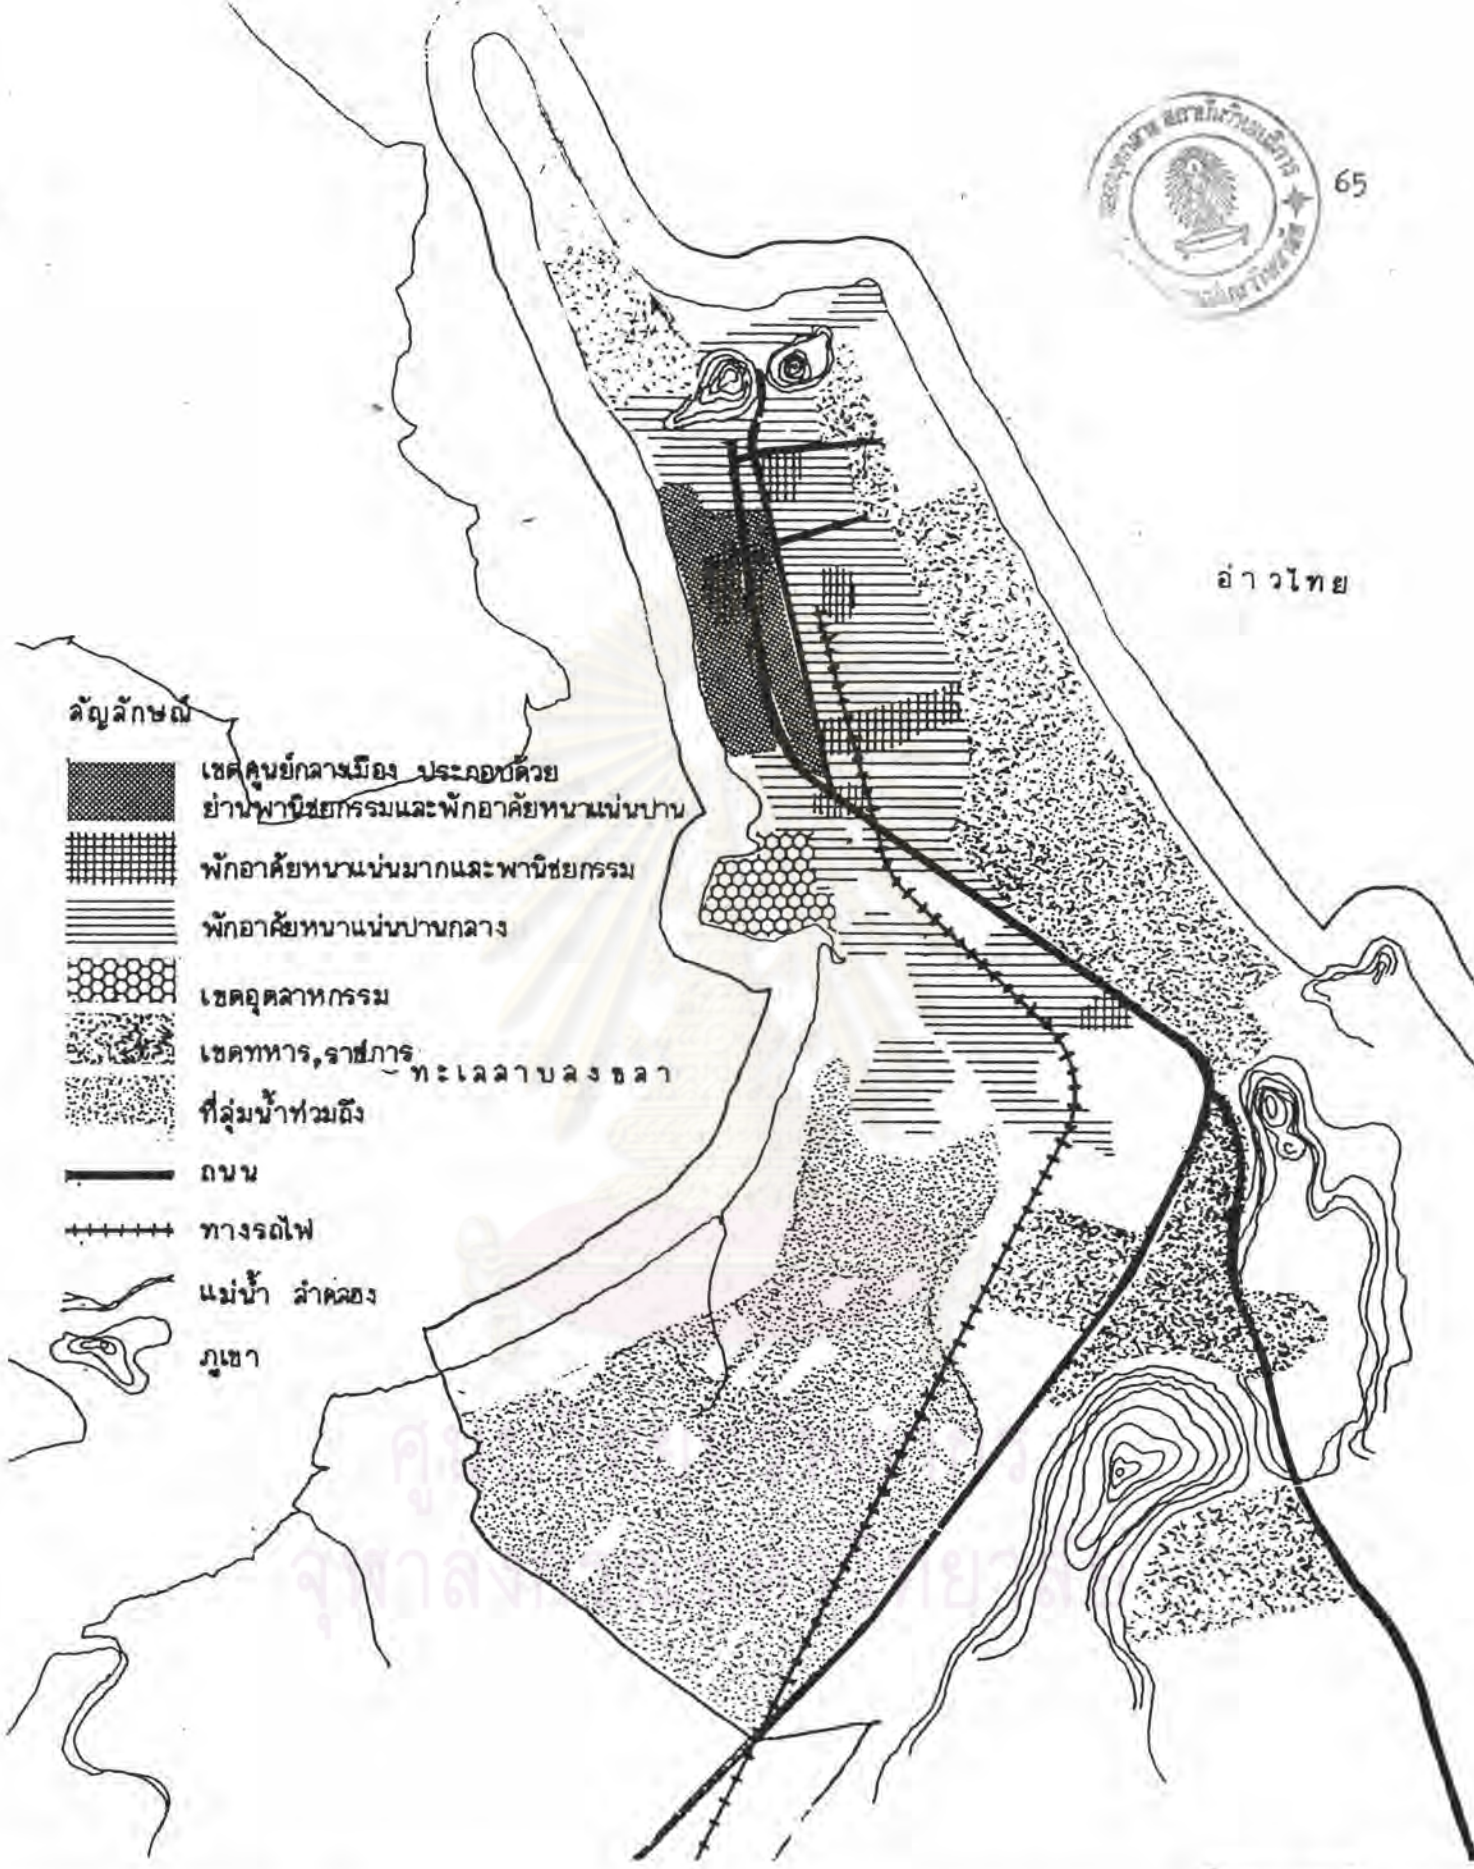 65
อ่าวไทย
สัญลักษณ์
เขตศูนย์กลางเมือง ประกอบด้วย
ย่านพานิชยกรรมและพักอาศัยหนาแน่นปาน
พักอาศัยหนาแน่นมากและพานิชยกรรม
พักอาศัยหนาแน่นปานกลาง
เขตอุตสาหกรรม
เขตทหาร,ราชการ
ทะเลสาบสงขลา
ที่ลุ่มน้ำท่วมถึง
ถนน
ทางรถไฟ
แม่น้ำ ลำคลอง
ภูเขา